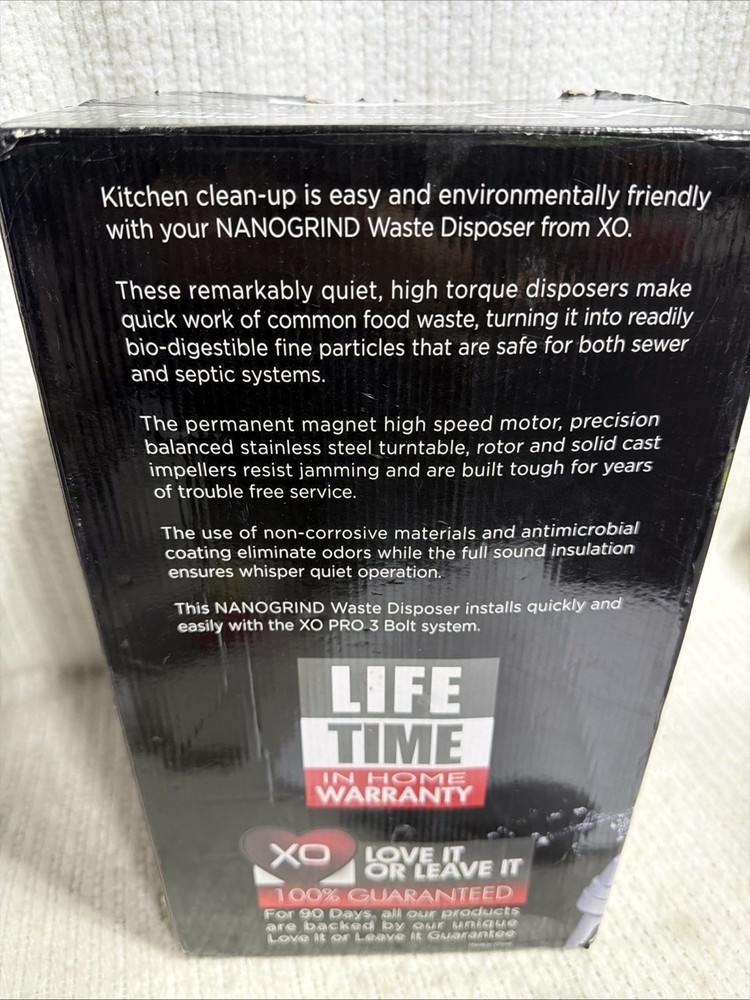 Kitchen clean-up is easy and environmentally friendly
with your NANOGRIND Waste Disposer from XO.
These remarkably quiet, high torque disposers make
quick work of common food waste, turning it into readily
bio-digestible fine particles that are safe for both sewer
and septic systems.
The permanent magnet high speed motor, precision
balanced stainless steel turntable, rotor and solid cast
impellers resist jamming and are built tough for years
of trouble free service.
The use of non-corrosive materials and antimicrobial
coating eliminate odors while the full sound insulation
ensures whisper quiet operation.
This NANOGRIND Waste Disposer installs quickly and
easily with the XO PRO 3 Bolt system.
LIFE
TIME
IN HOME
WARRANTY
XO
LOVE IT
OR LEAVE IT
100% GUARANTEED
For 90 Days, all our products
are backed by our unique
Love It or Leave It Guarantee